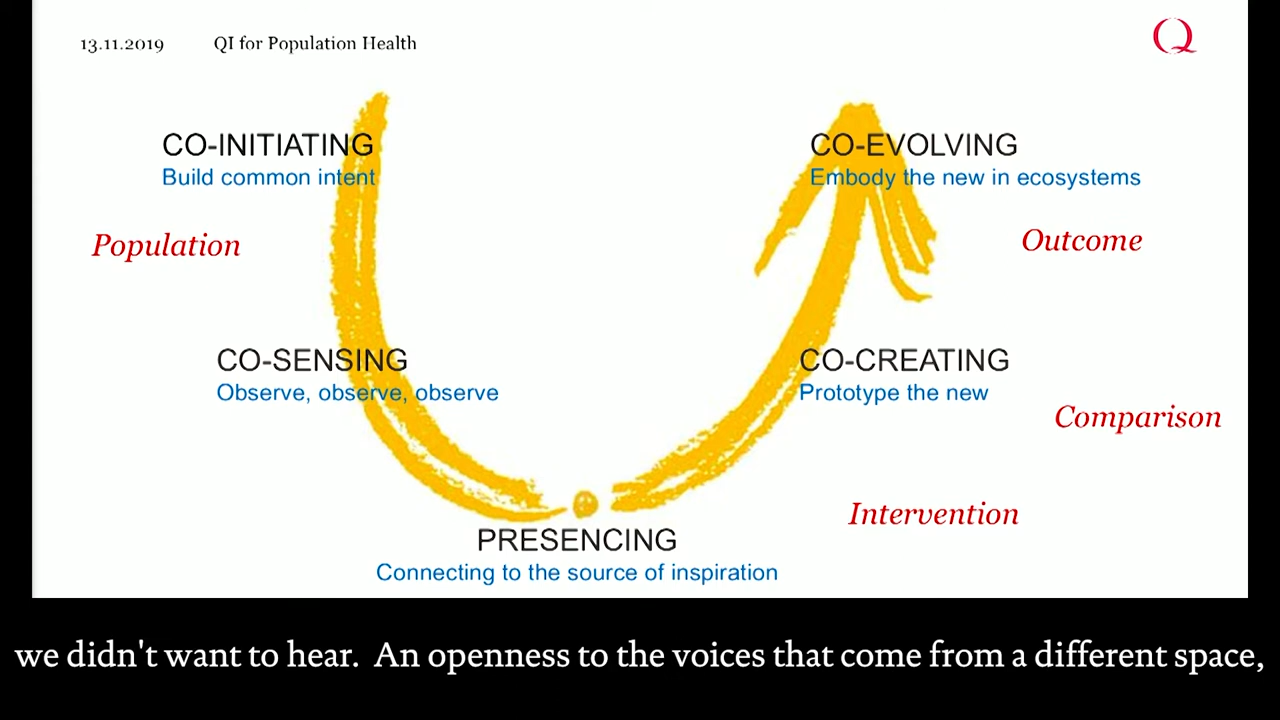 13.11.2019 QI for Population Health
Q
CO-INITIATING
Build common intent
CO-EVOLVING
Embody the new in ecosystems
Population
Outcome
CO-SENSING
Observe, observe, observe
CO-CREATING
Prototype the new
Comparison
Intervention
PRESENCING
Connecting to the source of inspiration
we didn't want to hear. An openness to the voices that come from a different space,